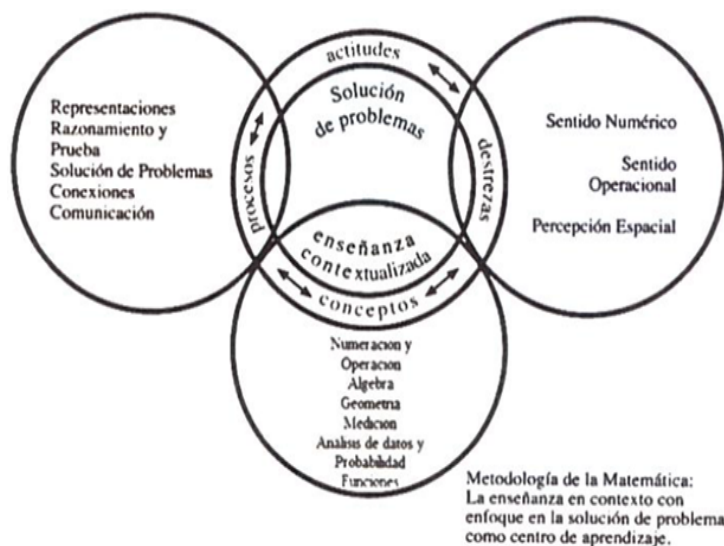 actitudes
Solución
de problemas
procesos
destrezas
enseñanza
contextualizada
conceptos
Representaciones
Razonamiento y
Prueba
Solución de Problemas
Conexiones
Comunicación
Sentido Numérico
Sentido
Operacional
Percepción Espacial
Numeracion y
Operacion
Algebra
Geometria
Medicion
Análisis de datos y
Probabilidad
Funciones
Metodología de la Matemática:
La enseñanza en contexto con
enfoque en la solución de problema
como centro de aprendizaje.